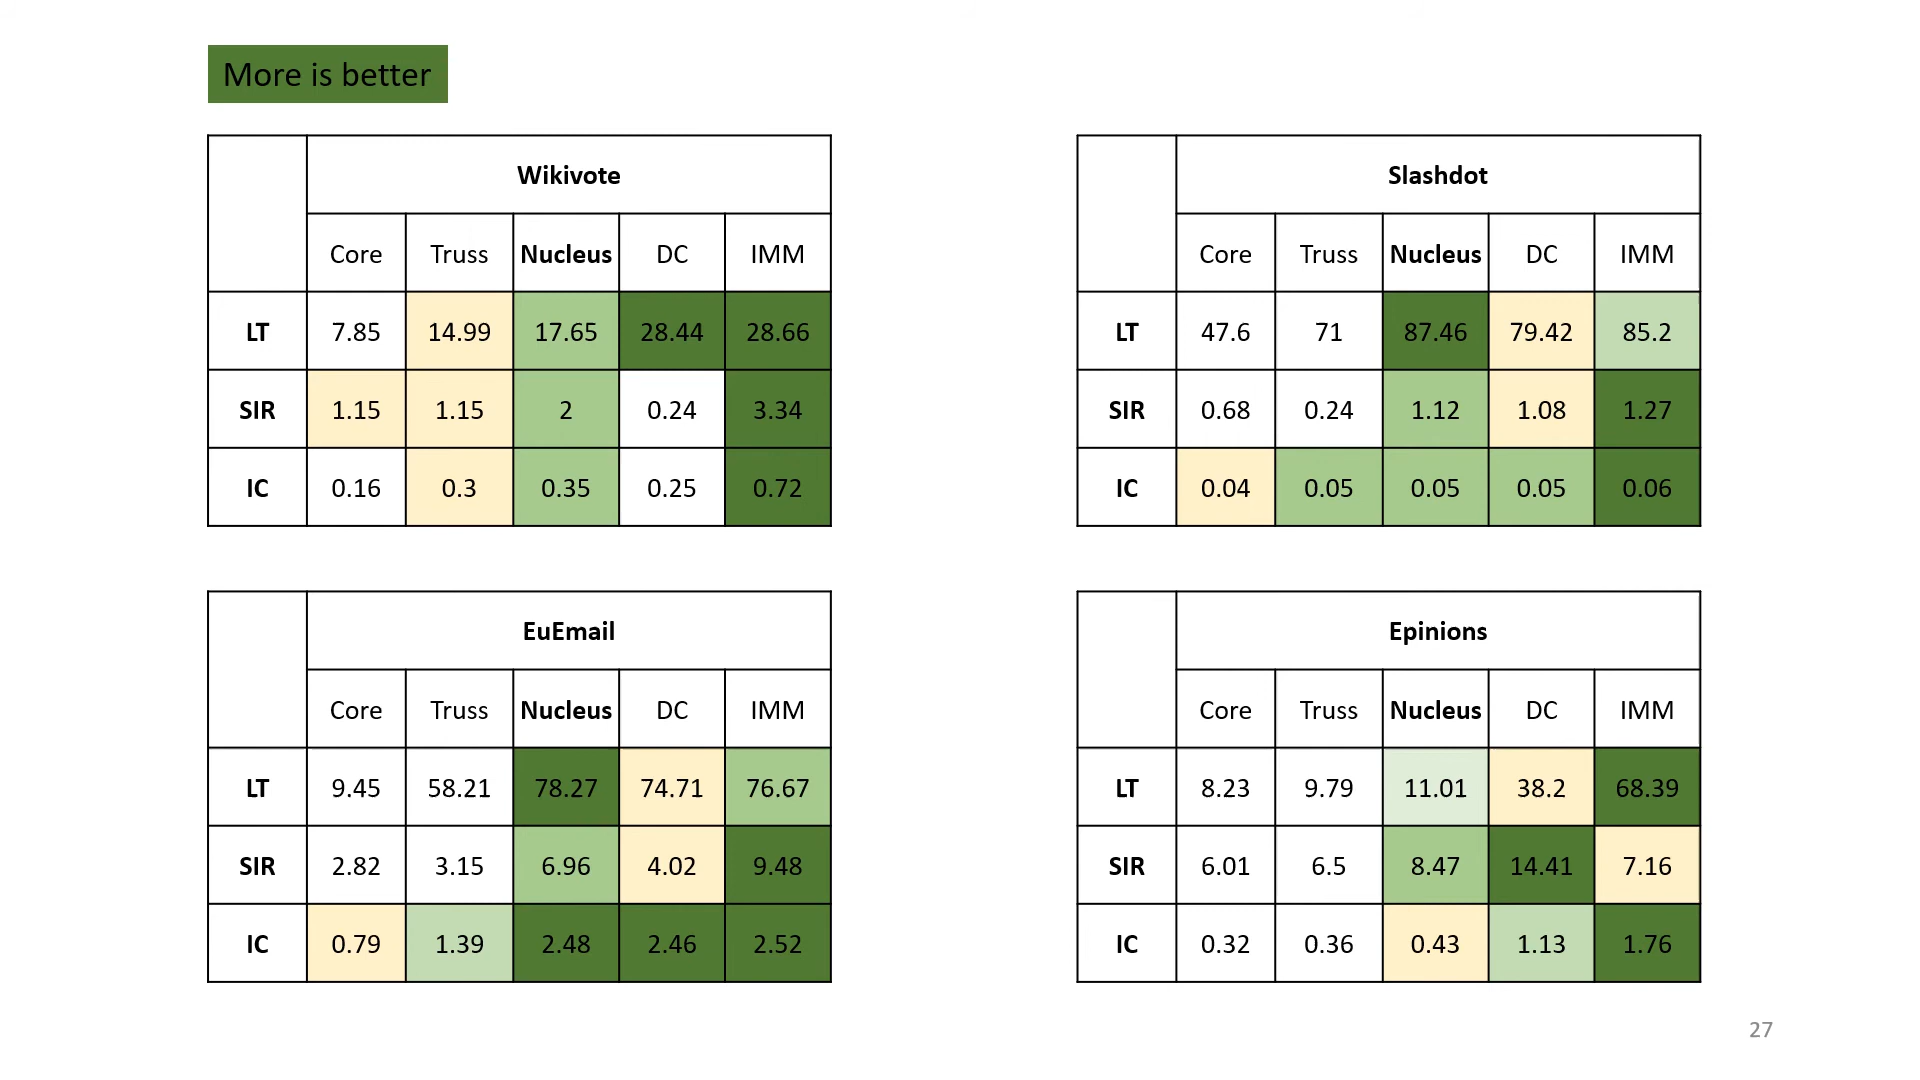 More is better
Wikivote
Core Truss Nucleus DC IMM
LT 7.85 14.99 17.65 28.44 28.66
SIR 1.15 1.15 2 0.24 3.34
IC 0.16 0.3 0.35 0.25 0.72
Slashdot
Core Truss Nucleus DC IMM
LT 47.6 71 87.46 79.42 85.2
SIR 0.68 0.24 1.12 1.08 1.27
IC 0.04 0.05 0.05 0.05 0.06
EuEmail
Core Truss Nucleus DC IMM
LT 9.45 58.21 78.27 74.71 76.67
SIR 2.82 3.15 6.96 4.02 9.48
IC 0.79 1.39 2.48 2.46 2.52
Epinions
Core Truss Nucleus DC IMM
LT 8.23 9.79 11.01 38.2 68.39
SIR 6.01 6.5 8.47 14.41 7.16
IC 0.32 0.36 0.43 1.13 1.76
27